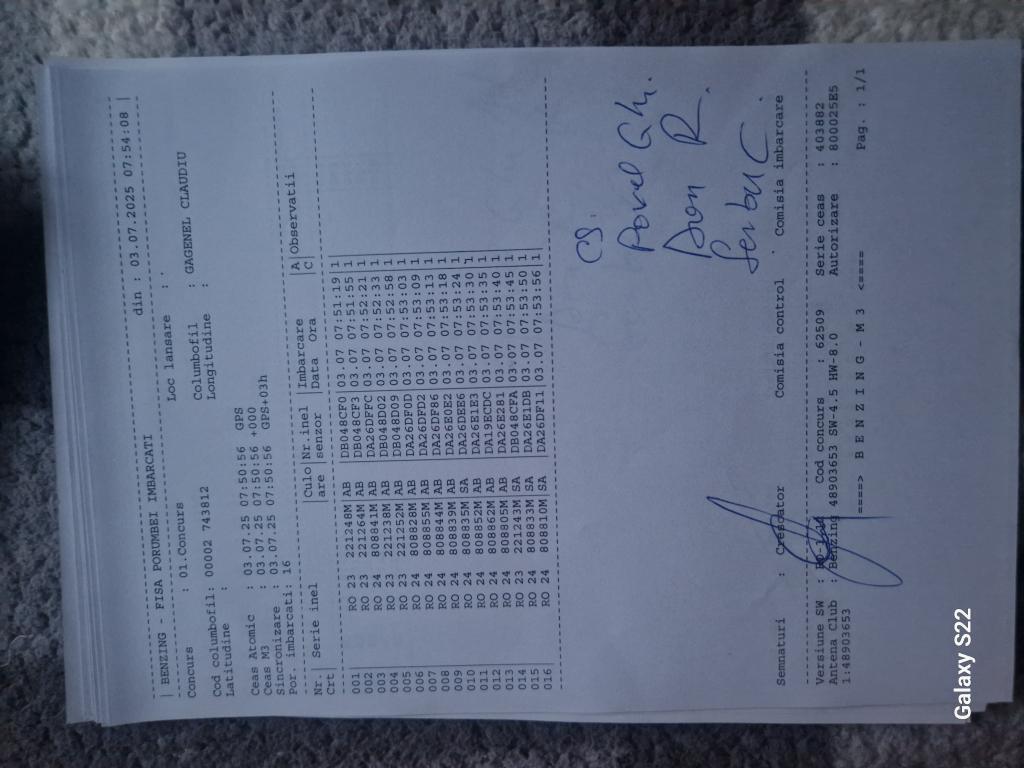 | BENZING - FISA PORUMBEI IMBARCATI din : 03.07.2025 07:54:08 |
Concurs : 01.Concurs Loc lansare :
Cod columbofil: 00002 743812 Columbofil : GAGENEL CLAUDIU
Latitudine : Longitudine :
Ceas Atomic : 03.07.25 07:50:56 GPS
Ceas M3 : 03.07.25 07:50:56 +000
Sincronizare : 03.07.25 07:50:56 GPS+03h
Por. imbarcati: 16
Nr. | Serie inel |Culo|Nr.inel |Imbarcare |A|Observatii
Crt are senzor Data Ora C
001 RO 23 221248M AB DB048CF0 03.07 07:51:19 1
002 RO 23 221264M AB DB048CF3 03.07 07:51:55 1
003 RO 24 808841M AB DA26DFFC 03.07 07:52:21 1
004 RO 23 221238M AB DB048D02 03.07 07:52:33 1
005 RO 23 221252M AB DB048D09 03.07 07:52:58 1
006 RO 24 808828M AB DA26DF0D 03.07 07:53:03 1
007 RO 24 808855M AB DA26DFD2 03.07 07:53:09 1
008 RO 24 808844M AB DA26DF86 03.07 07:53:13 1
009 RO 24 808839M AB DA26E0E2 03.07 07:53:18 1
010 RO 24 808835M SA DA26DEE6 03.07 07:53:24 1
011 RO 24 808852M AB DA26E1E3 03.07 07:53:30 1
012 RO 24 808862M AB DA19ECDC 03.07 07:53:35 1
013 RO 24 808805M AB DA26E281 03.07 07:53:40 1
014 RO 23 221243M SA DB048CFA 03.07 07:53:45 1
015 RO 24 808833M SA DA26E1DB 03.07 07:53:50 1
016 RO 24 808810M SA DA26DF11 03.07 07:53:56 1
CS:
Pavel Gh.
Aron R.
Serban C.
Semnaturi : Crescator Comisia control : Comisia imbarcare
Versiune SW : Cod concurs : 62509 Serie ceas : 403882
Antena Club : Benzing 48903653 SW-4.5 HW-8.0 Autorizare : 800025E5
1:48903653
====> B E N Z I N G - M 3 <==== Pag. : 1/1
Galaxy S22